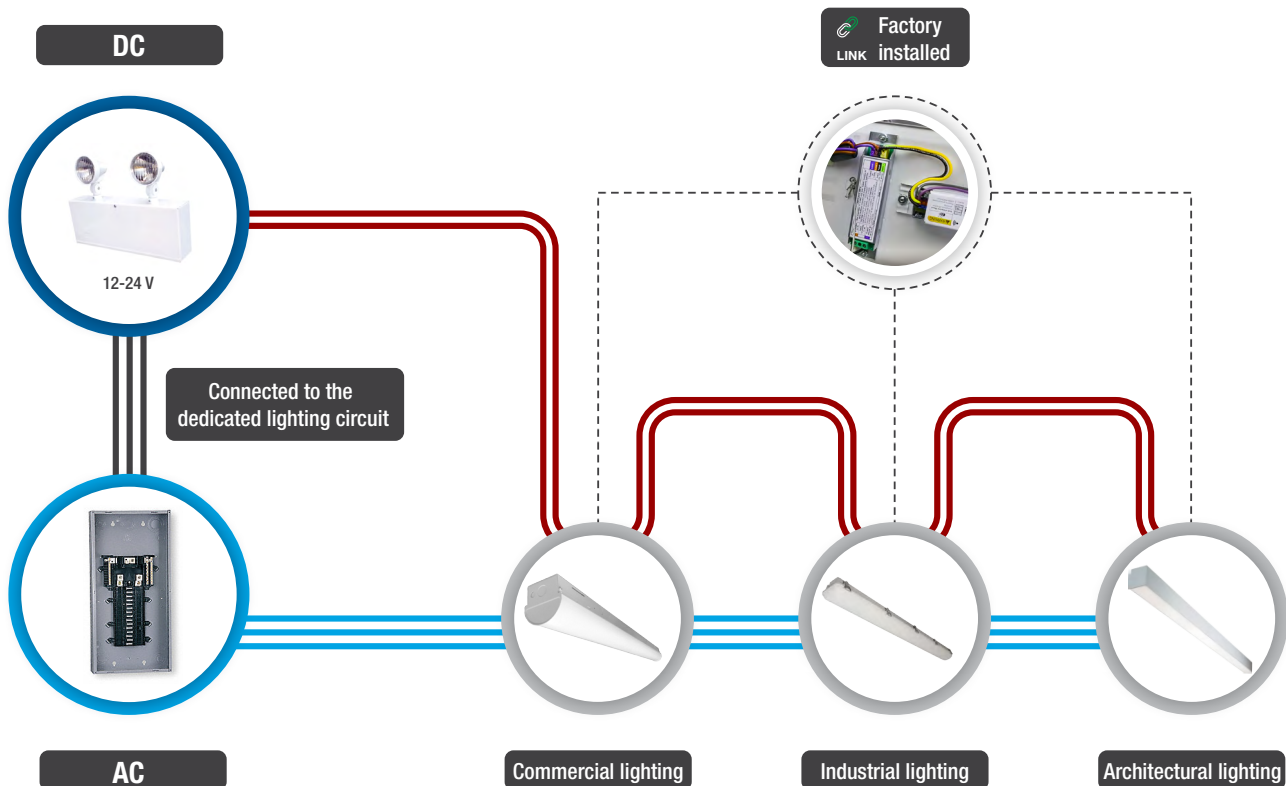 DC
Factory
LINK installed
12-24 V
Connected to the
dedicated lighting circuit
AC
Commercial lighting
Industrial lighting
Architectural lighting